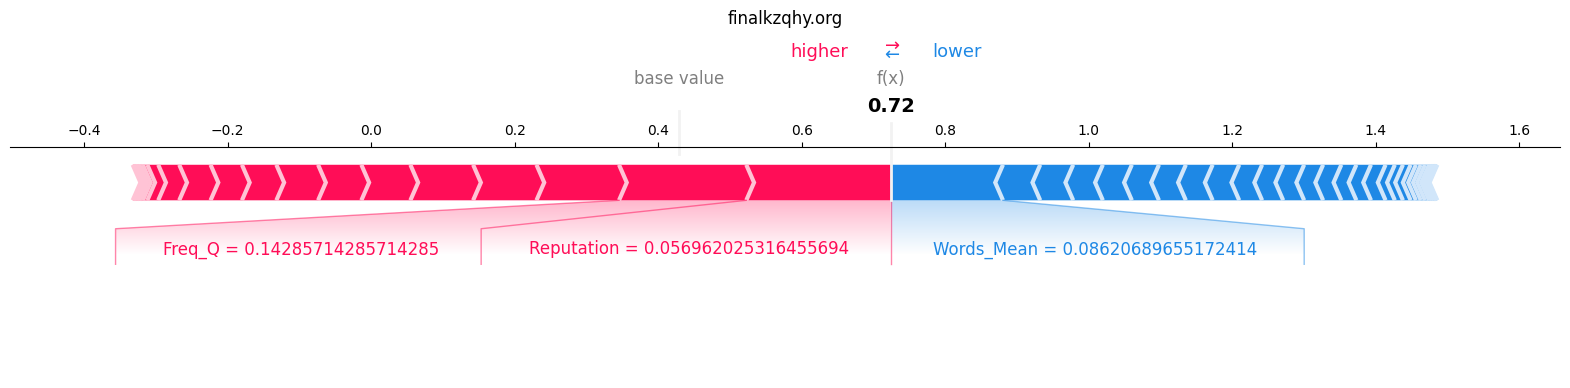 finalkzqhy.org
higher ⇄ lower
base value f(x)
0.72
−0.4 −0.2 0.0 0.2 0.4 0.6 0.8 1.0 1.2 1.4 1.6
Freq_Q = 0.14285714285714285 Reputation = 0.056962025316455694 Words_Mean = 0.08620689655172414